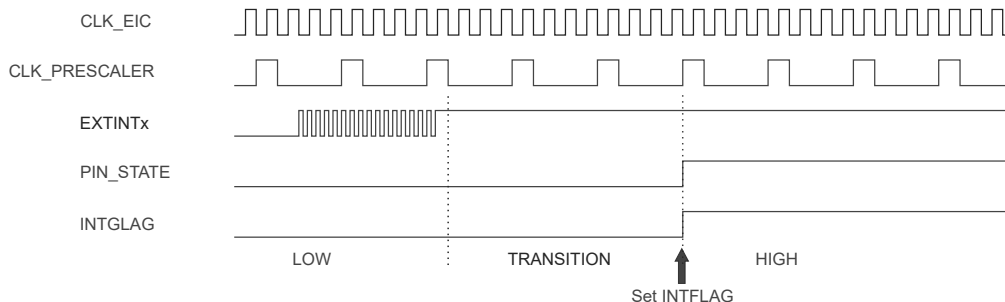 CLK_EIC
CLK_PRESCALER
EXTINTx
PIN_STATE
INTGLAG
LOW TRANSITION HIGH
Set INTFLAG